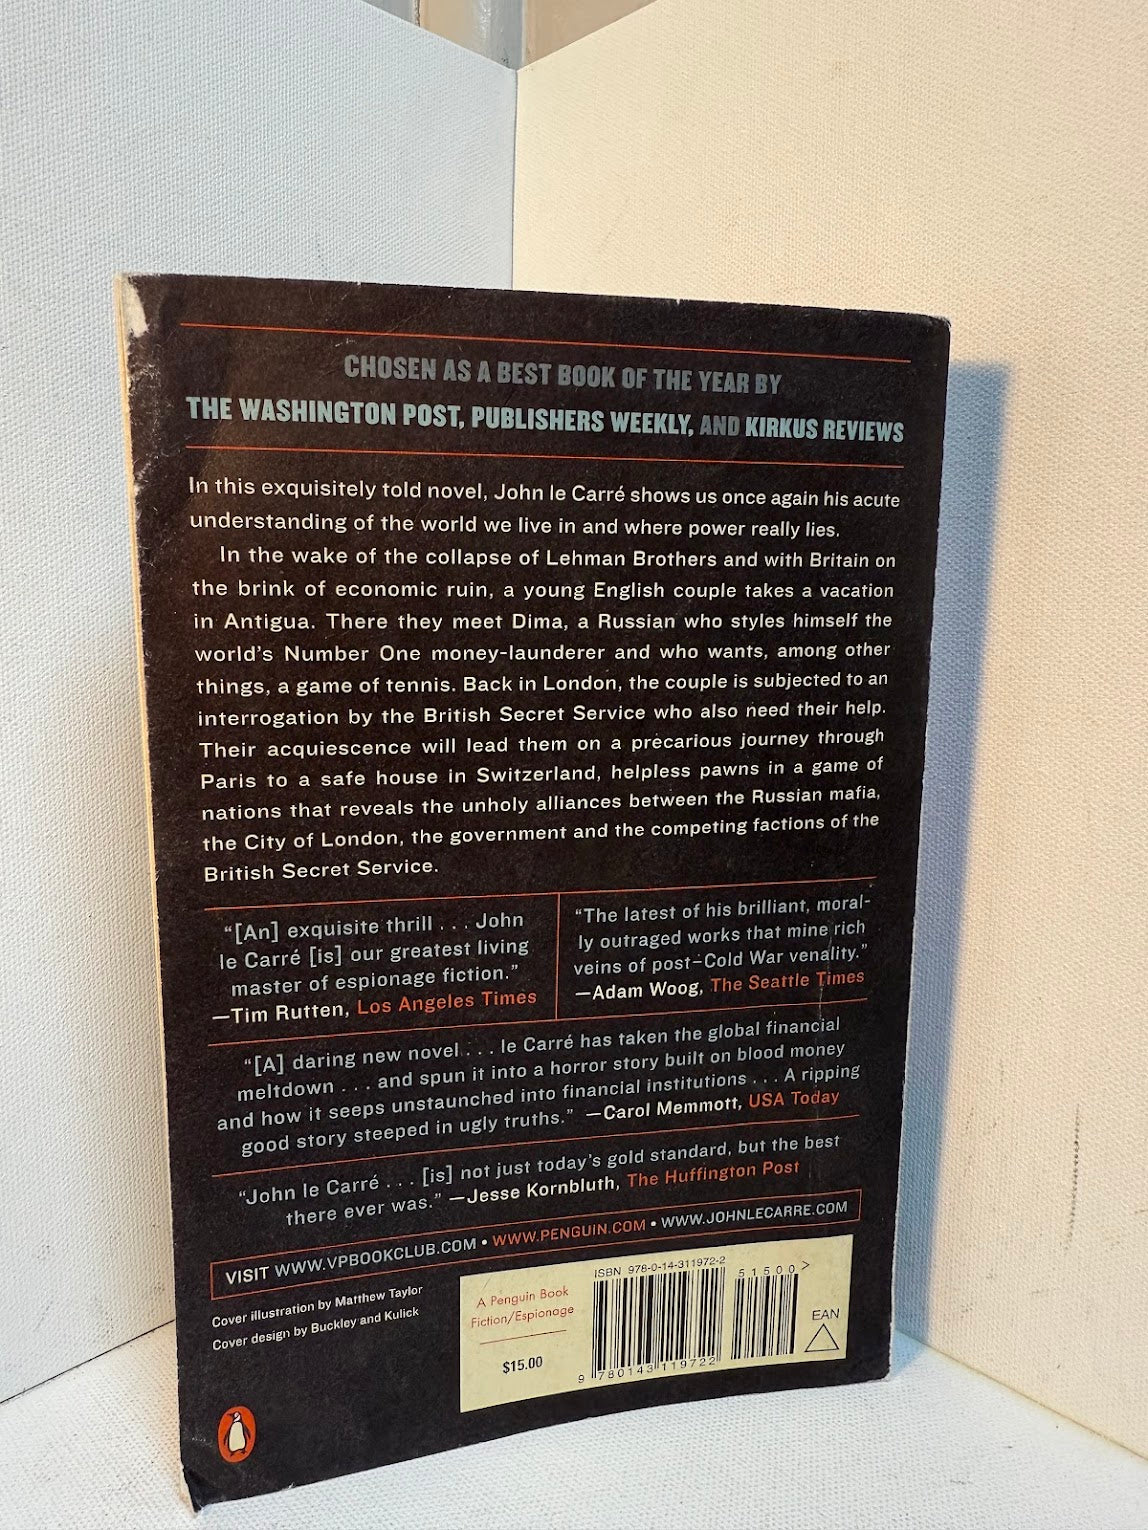 CHOSEN AS A BEST BOOK OF THE YEAR BY
THE WASHINGTON POST, PUBLISHERS WEEKLY, AND KIRKUS REVIEWS
In this exquisitely told novel, John le Carré shows us once again his acute
understanding of the world we live in and where power really lies.
In the wake of the collapse of Lehman Brothers and with Britain on
the brink of economic ruin, a young English couple takes a vacation
in Antigua. There they meet Dima, a Russian who styles himself the
world's Number One money-launderer and who wants, among other
things, a game of tennis. Back in London, the couple is subjected to an
interrogation by the British Secret Service who also need their help.
Their acquiescence will lead them on a precarious journey through
Paris to a safe house in Switzerland, helpless pawns in a game of
nations that reveals the unholy alliances between the Russian mafia,
the City of London, the government and the competing factions of the
British Secret Service.
"[An] exquisite thrill . . . John
le Carré [is] our greatest living
master of espionage fiction."
—Tim Rutten, Los Angeles Times
"The latest of his brilliant, moral-
ly outraged works that mine rich
veins of post–Cold War venality."
—Adam Woog, The Seattle Times
"[A] daring new novel . . . le Carré has taken the global financial
meltdown . . . and spun it into a horror story built on blood money
and how it seeps unstaunched into financial institutions . . . A ripping
good story steeped in ugly truths." —Carol Memmott, USA Today
"John le Carré . . . [is] not just today's gold standard, but the best
there ever was." —Jesse Kornbluth, The Huffington Post
VISIT WWW.VPBOOKCLUB.COM • WWW.PENGUIN.COM • WWW.JOHNLECARRE.COM
Cover illustration by Matthew Taylor
Cover design by Buckley and Kulick
A Penguin Book
Fiction/Espionage
$15.00
ISBN 978-0-14-311972-2
51500>
9 780143 119722
EAN